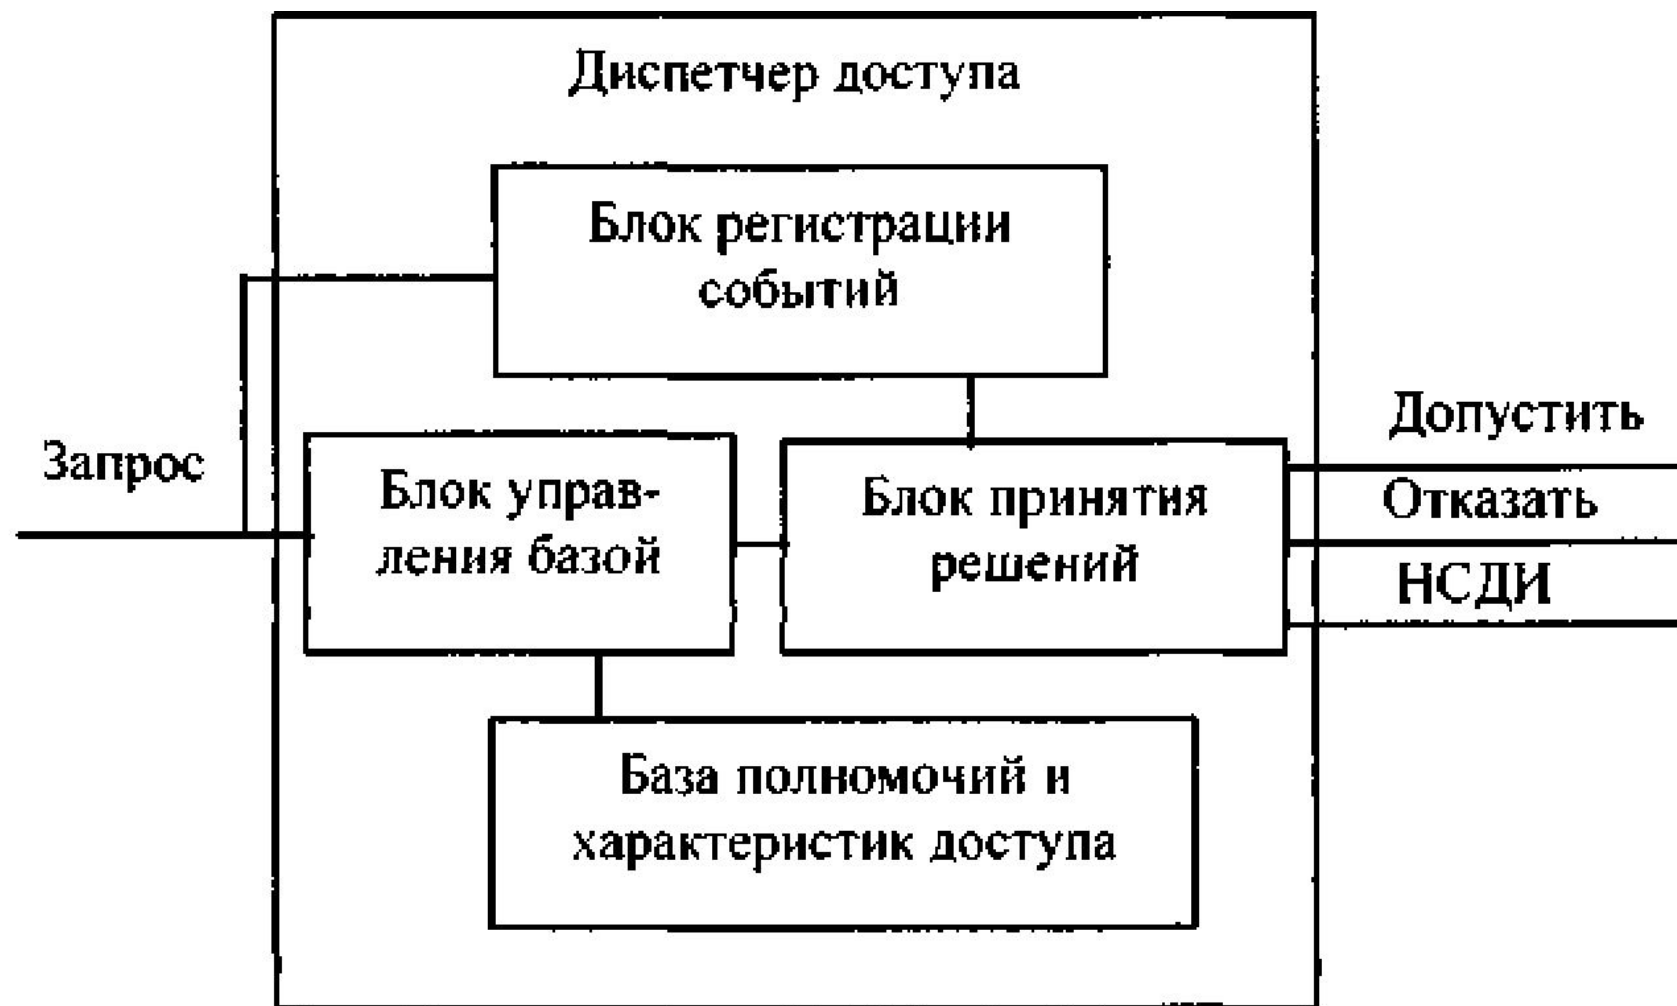 Диспетчер доступа
Блок регистрации
событий
Запрос
Блок управ-
ления базой
Блок принятия
решений
Допустить
Отказать
НСДИ
База полномочий и
характеристик доступа